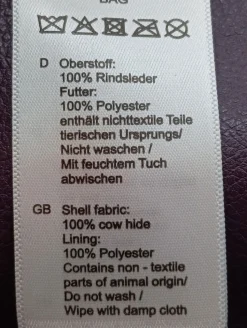 BAG
D Oberstoff:
100% Rindsleder
Futter:
100% Polyester
enthält nichttextile Teile
tierischen Ursprungs/
Nicht waschen /
Mit feuchtem Tuch
abwischen
GB Shell fabric:
100% cow hide
Lining:
100% Polyester
Contains non - textile
parts of animal origin/
Do not wash /
Wipe with damp cloth